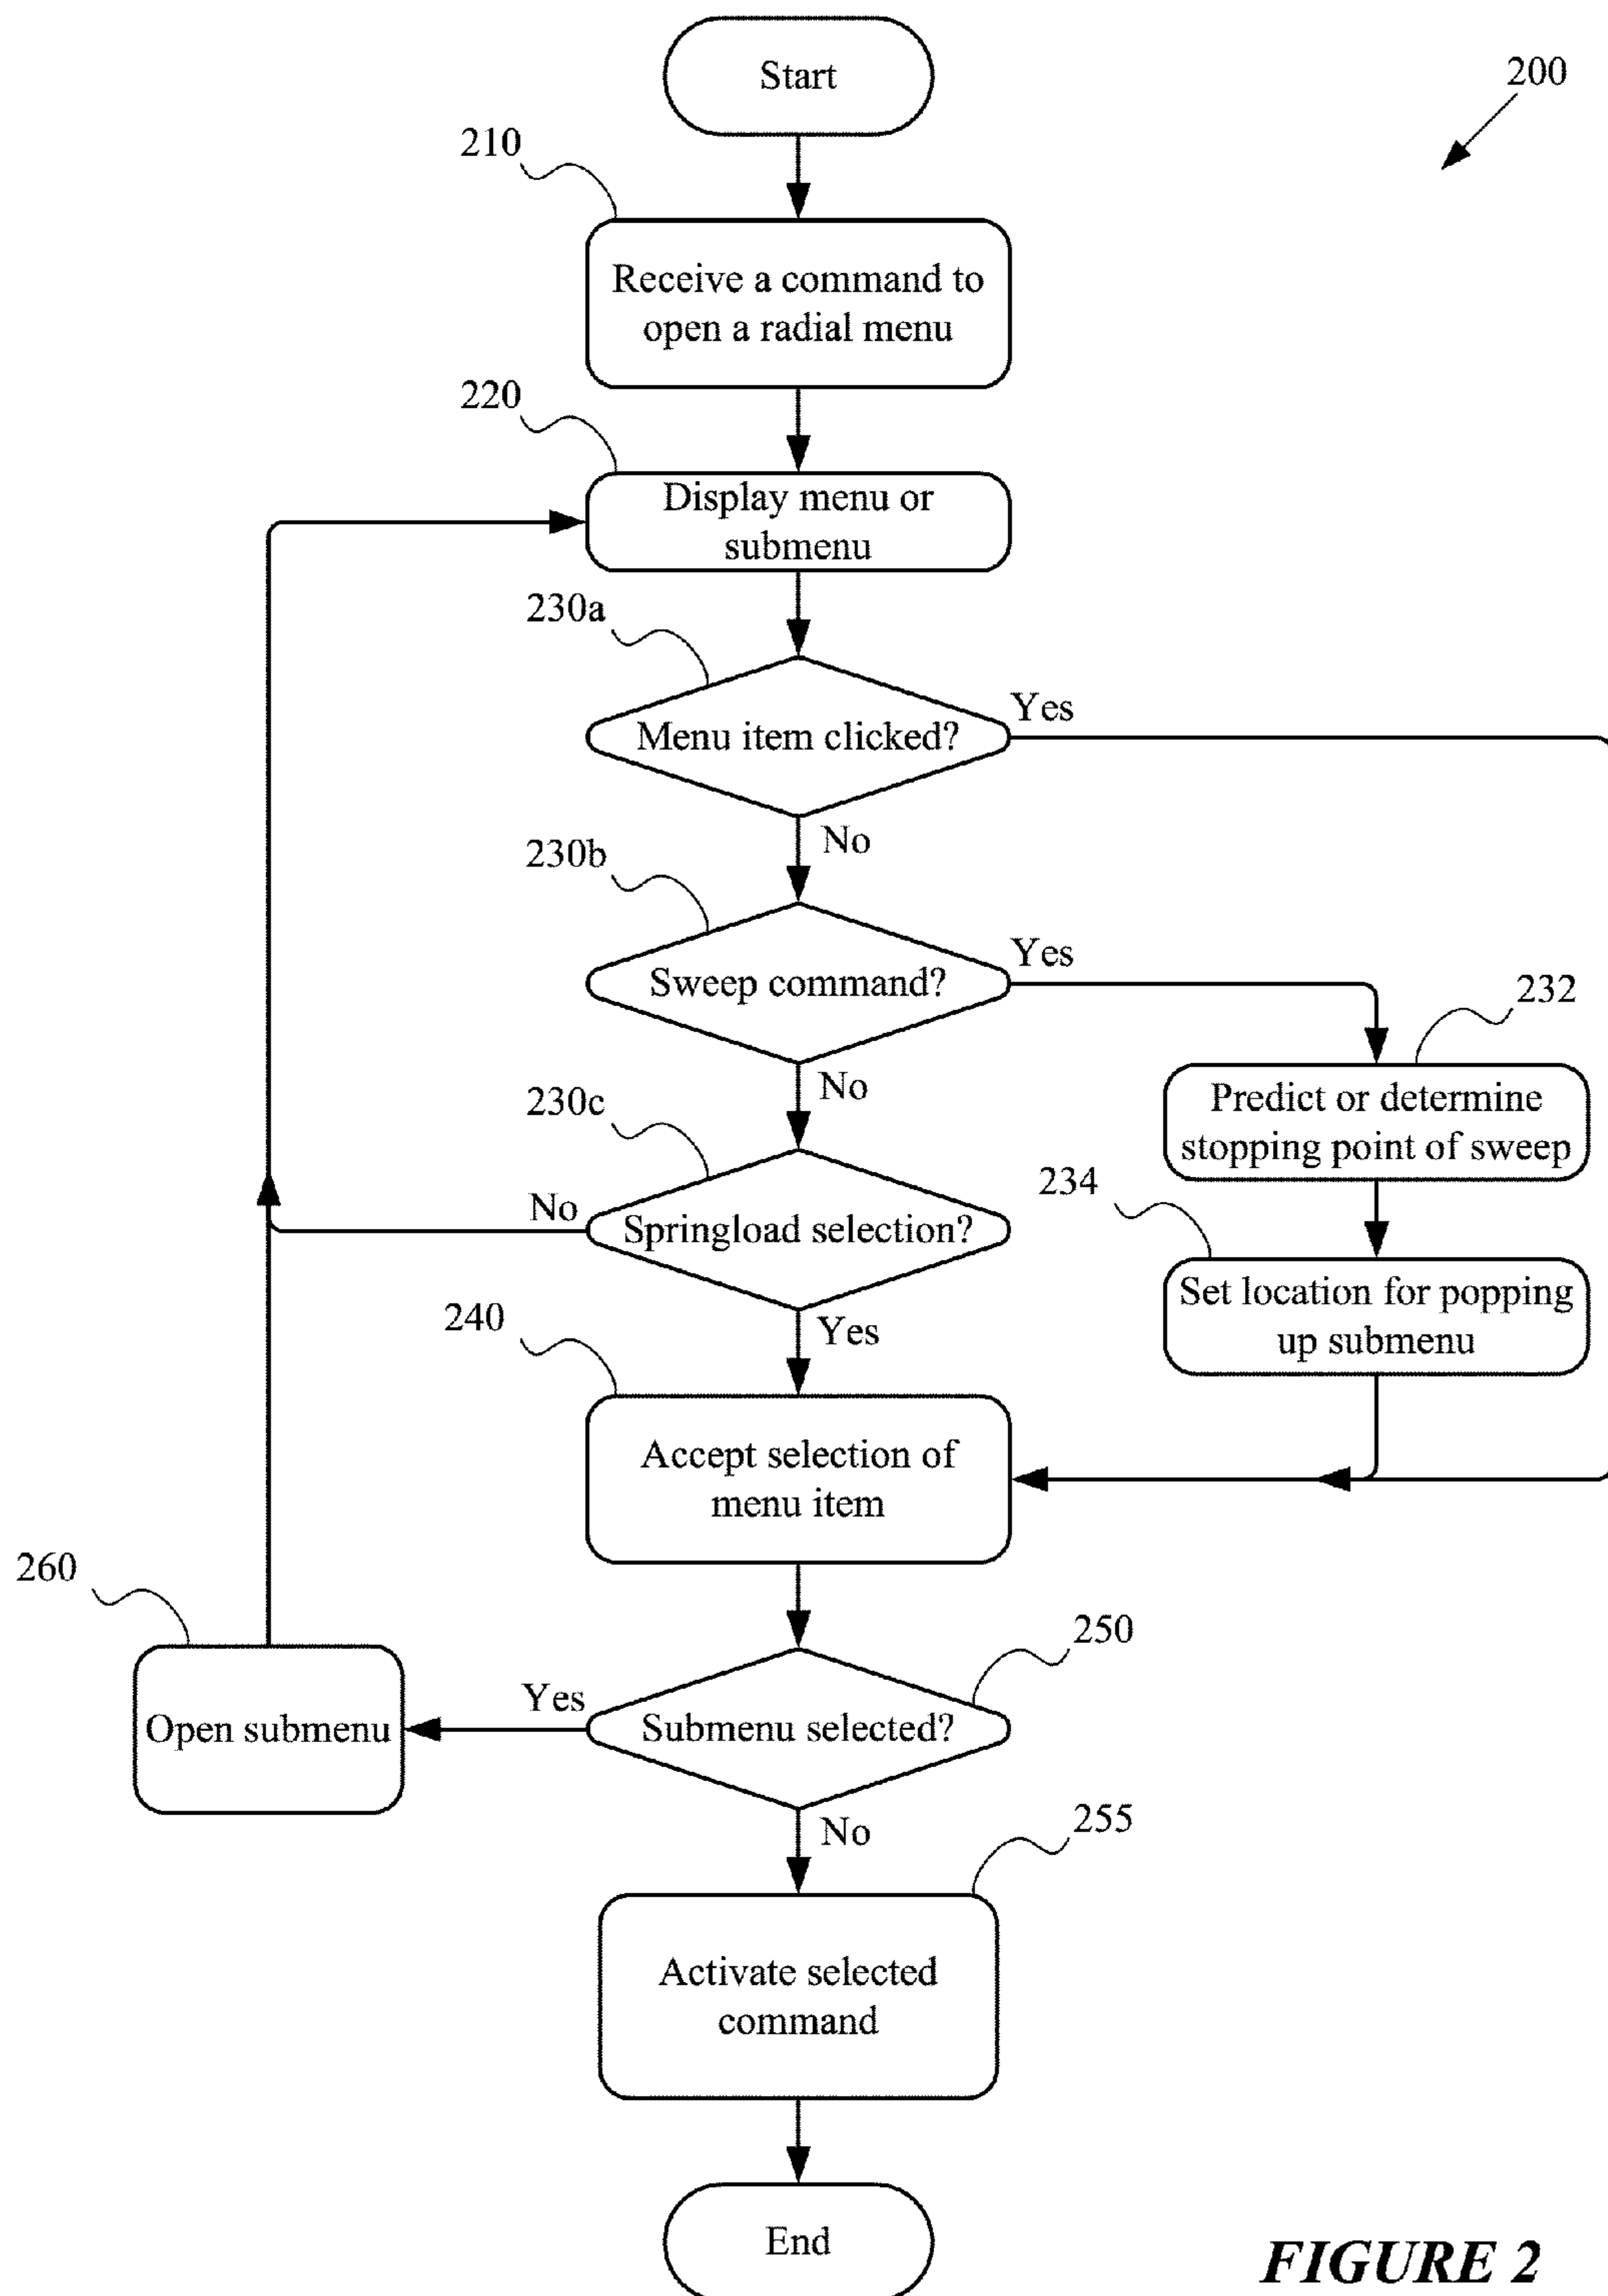 Start
200
210
Receive a command to
open a radial menu
220
Display menu or
submenu
230a
Menu item clicked?
Yes
No
230b
Sweep command?
Yes
232
No
Predict or determine
stopping point of sweep
230c
234
No
Springload selection?
Set location for popping
up submenu
240
Yes
Accept selection of
menu item
260
250
Yes
Open submenu
Submenu selected?
255
No
Activate selected
command
End
FIGURE 2